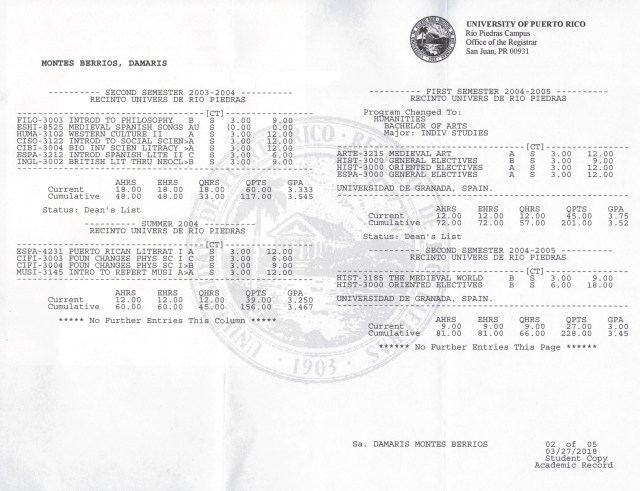 UNIVERSITY OF PUERTO RICO
Río Piedras Campus
Office of the Registrar
San Juan, PR 00931
MONTES BERRIOS, DAMARIS
---------- SECOND SEMESTER 2003-2004 ----------
RECINTO UNIVERS DE RIO PIEDRAS
[CT]
FILO-3003 INTROD TO PHILOSOPHY B S 3.00 9.00
ESHI-8525 MEDIEVAL SPANISH SONGS AU S (0.00 0.00
HUMA-3102 WESTERN CULTURE II A S 3.00 12.00
CISO-3122 INTROD TO SOCIAL SCIEN>A S 3.00 12.00
CIBI-3004 BIO INV SCIEN LITRACY >A S 3.00 12.00
ESPA-3212 INTROD SPANISH LITE II C S 3.00 6.00
INGL-3002 BRITISH LIT THRU NEOCL>B S 3.00 9.00
AHRS EHRS QHRS QPTS GPA
Current 18.00 18.00 18.00 60.00 3.333
Cumulative 48.00 48.00 33.00 117.00 3.545
Status: Dean's List
---------- SUMMER 2004 ----------
RECINTO UNIVERS DE RIO PIEDRAS
[CT]
ESPA-4231 PUERTO RICAN LITERAT I A S 3.00 12.00
CIFI-3003 FOUN CHANGES PHYS SC I C S 3.00 6.00
CIFI-3004 FOUN CHANGES PHYS SC I>B S 3.00 9.00
MUSI-3145 INTRO TO REPERT MUSI A>A S 3.00 12.00
AHRS EHRS QHRS QPTS GPA
Current 12.00 12.00 12.00 39.00 3.250
Cumulative 60.00 60.00 45.00 156.00 3.467
***** No Further Entries This Column *****
---------- FIRST SEMESTER 2004-2005 ----------
RECINTO UNIVERS DE RIO PIEDRAS
Program Changed To:
HUMANITIES
BACHELOR OF ARTS
Major: INDIV STUDIES
[CT]
ARTE-3215 MEDIEVAL ART A S 3.00 12.00
HIST-3000 GENERAL ELECTIVES B S 3.00 9.00
HIST-3000 ORIENTED ELECTIVES A S 3.00 12.00
ESPA-3000 GENERAL ELECTIVES A S 3.00 12.00
UNIVERSIDAD DE GRANADA, SPAIN.
AHRS EHRS QHRS QPTS GPA
Current 12.00 12.00 12.00 45.00 3.75
Cumulative 72.00 72.00 57.00 201.00 3.52
Status: Dean's List
---------- SECOND SEMESTER 2004-2005 ----------
RECINTO UNIVERS DE RIO PIEDRAS
[CT]
HIST-3185 THE MEDIEVAL WORLD B S 3.00 9.00
HIST-3000 ORIENTED ELECTIVES B S 6.00 18.00
UNIVERSIDAD DE GRANADA, SPAIN.
AHRS EHRS QHRS QPTS GPA
Current 9.00 9.00 9.00 27.00 3.00
Cumulative 81.00 81.00 66.00 228.00 3.45
****** No Further Entries This Page ******
1903
Sa. DAMARIS MONTES BERRIOS
02 of 05
03/27/2018
Student Copy
Academic Record